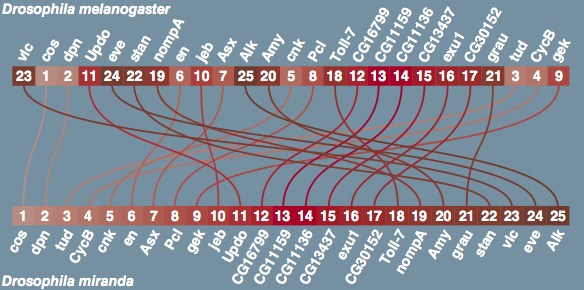 Drosophila melanogaster
vlc cos dpn Updo eve stan nompA en jeb Asx Alk Amy cnk Pcl Toll-7 CG16799 CG11159 CG11136 CG13437 exu1 CG30152 grau tud CycB gek
23 1 2 11 24 22 19 6 10 7 25 20 5 8 18 12 13 14 15 16 17 21 3 4 9
1 2 3 4 5 6 7 8 9 10 11 12 13 14 15 16 17 18 19 20 21 22 23 24 25
cos dpn tud CycB cnk en Asx Pcl gek jeb Updo CG16799 CG11159 CG11136 CG13437 exu1 CG30152 Toll-7 nompA Amy grau stan vlc eve Alk
Drosophila miranda